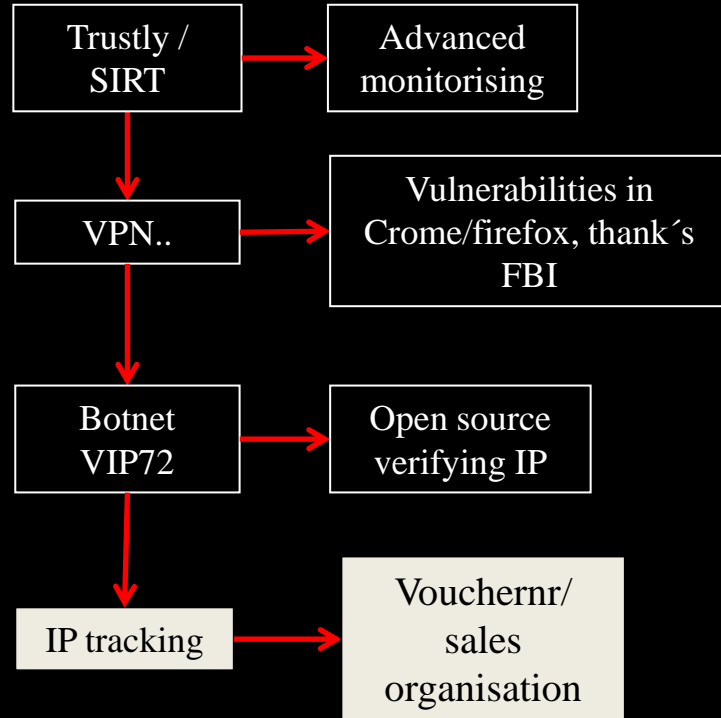 Trustly /
SIRT
Advanced
monitorising
VPN..
Vulnerabilities in
Crome/firefox, thank´s
FBI
Botnet
VIP72
Open source
verifying IP
IP tracking
Vouchernr/
sales
organisation